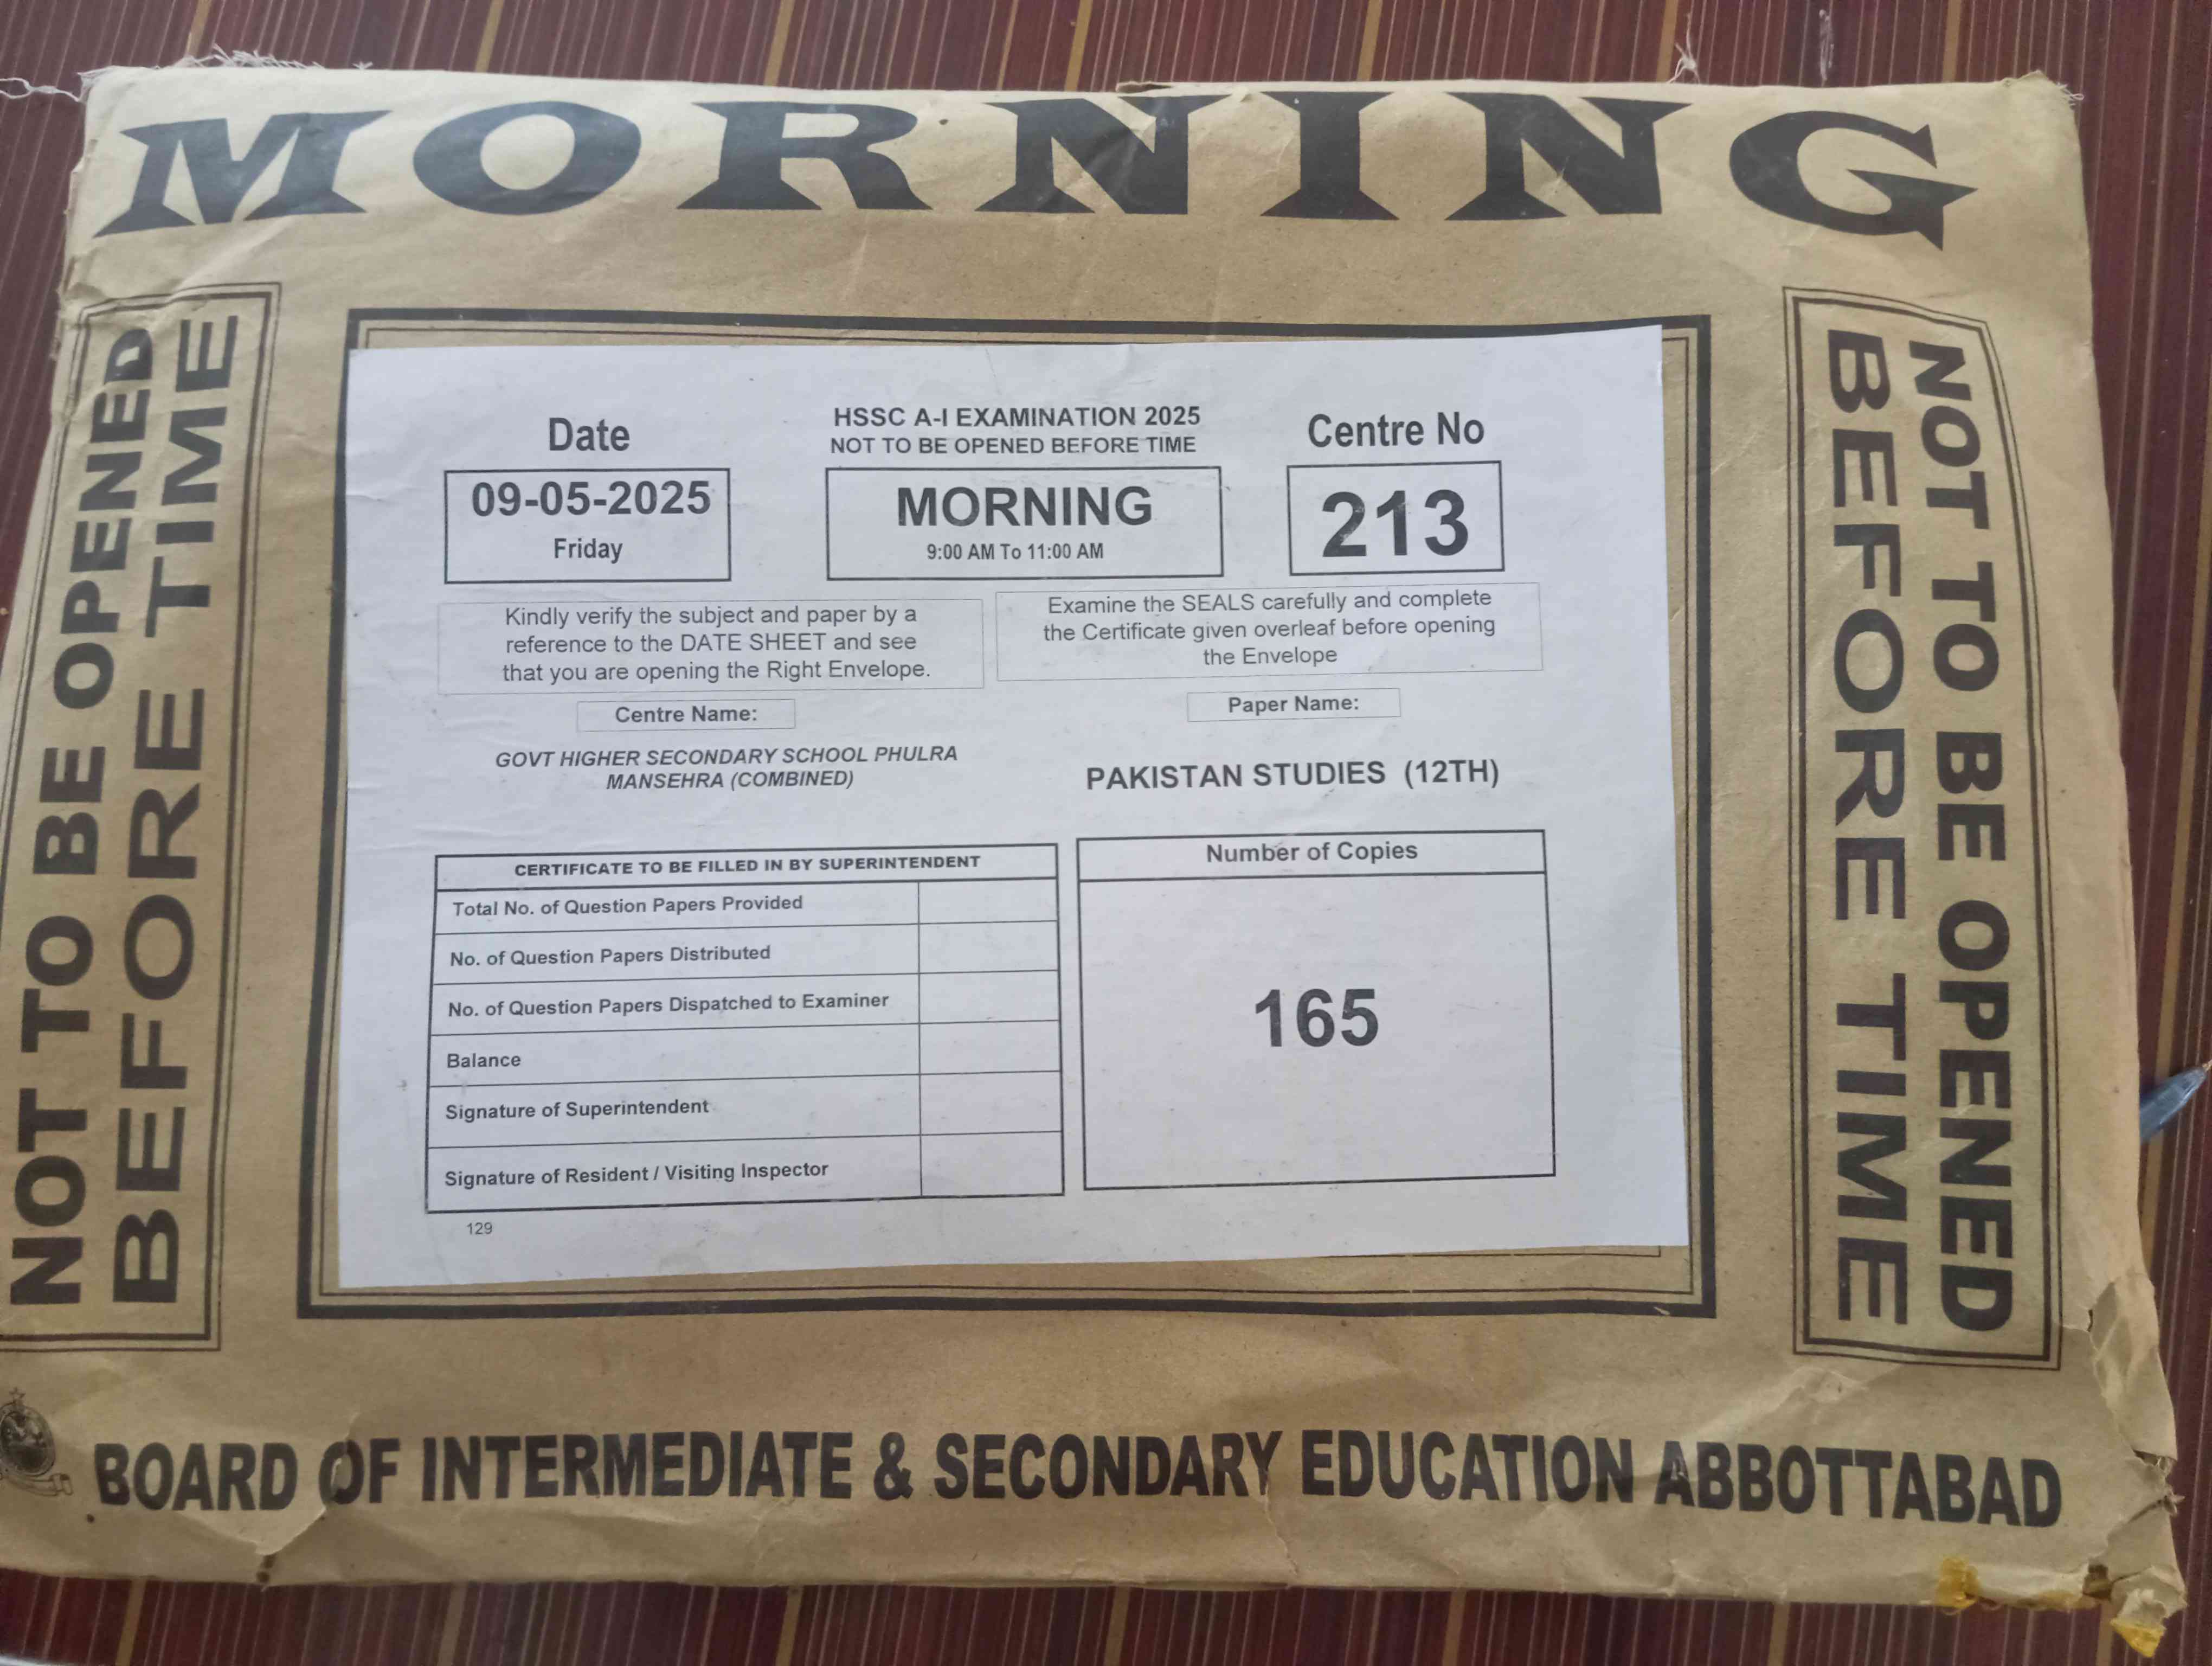 MORNING
NOT TO BE OPENED
BEFORE TIME
Date
09-05-2025
Friday
HSSC A-I EXAMINATION 2025
NOT TO BE OPENED BEFORE TIME
MORNING
9:00 AM To 11:00 AM
Centre No
213
Kindly verify the subject and paper by a
reference to the DATE SHEET and see
that you are opening the Right Envelope.
Examine the SEALS carefully and complete
the Certificate given overleaf before opening
the Envelope
Centre Name:
GOVT HIGHER SECONDARY SCHOOL PHULRA
MANSEHRA (COMBINED)
Paper Name:
PAKISTAN STUDIES (12TH)
CERTIFICATE TO BE FILLED IN BY SUPERINTENDENT
Total No. of Question Papers Provided
No. of Question Papers Distributed
No. of Question Papers Dispatched to Examiner
Balance
Signature of Superintendent
Signature of Resident / Visiting Inspector
129
Number of Copies
165
NOT TO BE OPENED
BEFORE TIME
BOARD OF INTERMEDIATE & SECONDARY EDUCATION ABBOTTABAD